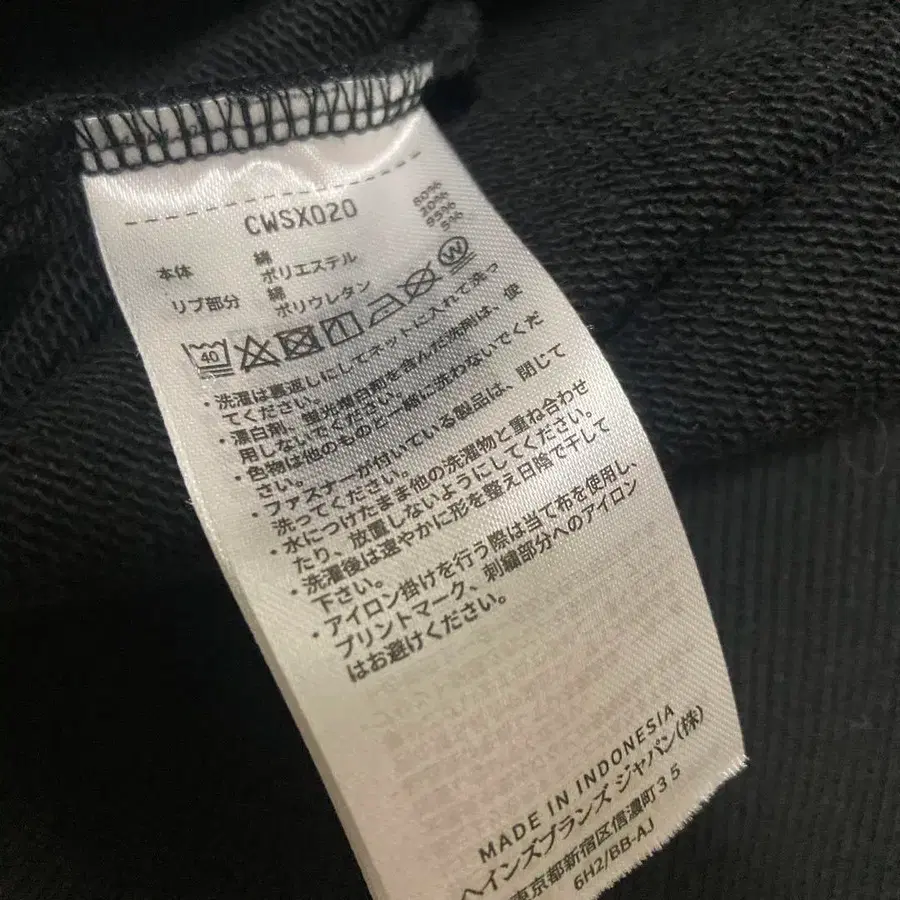 CWSX020
本体 綿 80%
ポリエステル 20%
リブ部分 綿 95%
ポリウレタン 5%
40 W
・洗濯は裏返しにしてネットに入れて洗っ
てください。
・漂白剤、蛍光増白剤を含んだ洗剤は、使
用しないでください。
・色物は他のものと一緒に洗わないでくだ
さい。
・ファスナーが付いている製品は、閉じて
洗ってください。
・水につけたまま他の洗濯物と重ね合わせ
たり、放置しないようにしてください。
・洗濯後は速やかに形を整え日陰で干して
下さい。
・アイロン掛けを行う際は当て布を使用し、
プリントマーク、刺繍部分へのアイロン
はお避けください。
MADE IN INDONESIA
ヘインズブランズ ジャパン(株)
東京都新宿区信濃町35
6H2/BB-AJ